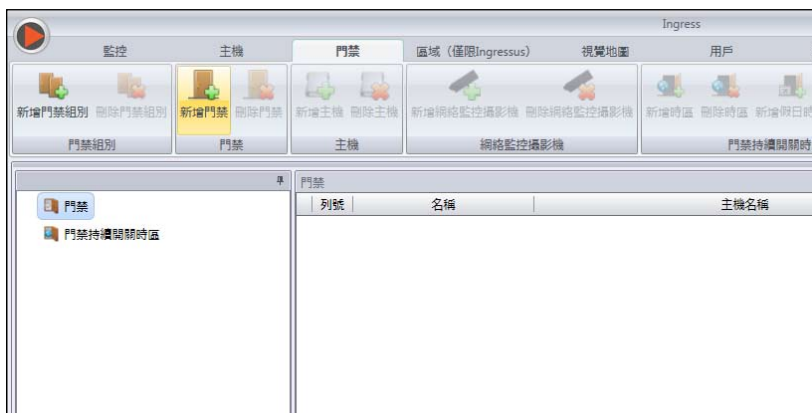 Ingress
監控 主機 門禁 區域（僅限Ingressus） 視覺地圖 用戶
新增門禁組別 刪除門禁組別 新增門禁 刪除門禁 新增主機 刪除主機 新增網絡監控攝影機 刪除網絡監控攝影機 新增時區 刪除時區 新增假日時
門禁組別 門禁 主機 網絡監控攝影機 門禁持續開關時
門禁
列號 名稱 主機名稱
門禁
門禁持續開關時區